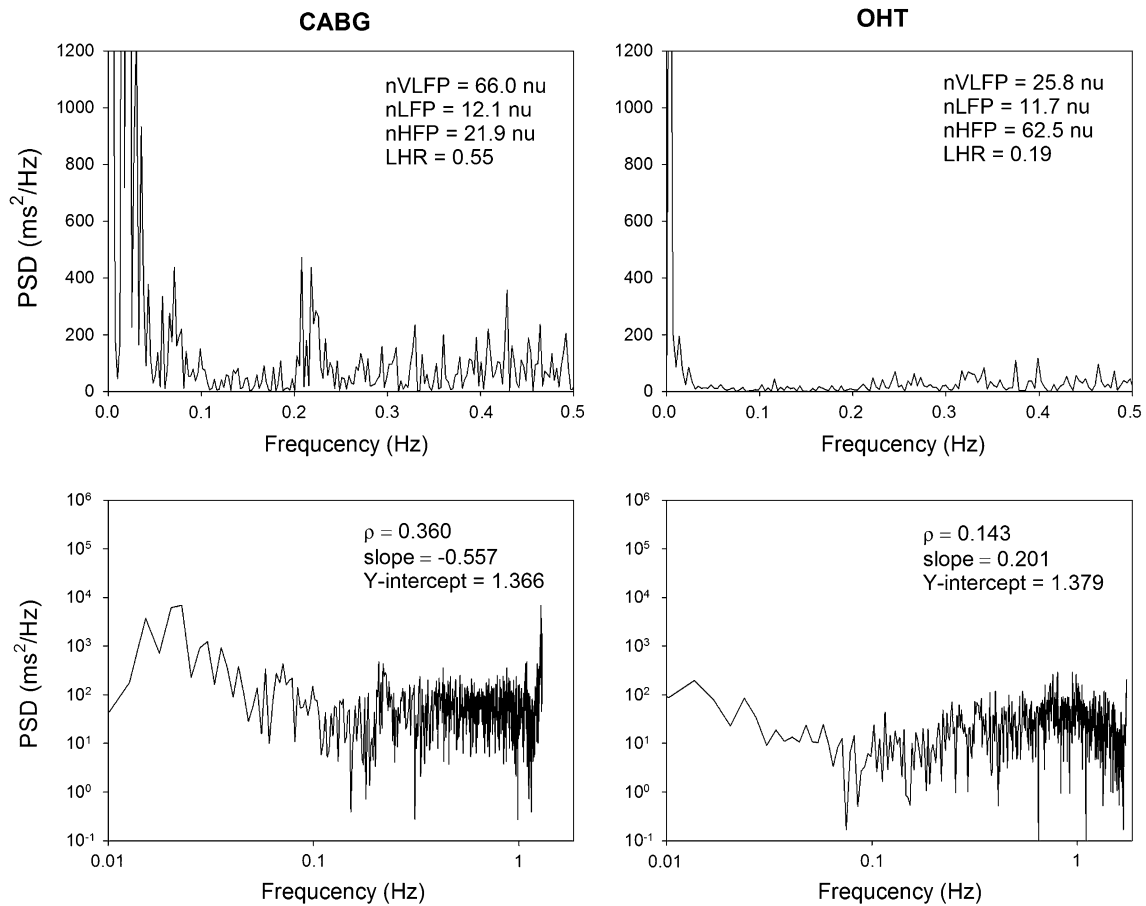 CABG
OHT
nVLFP = 66.0 nu
nLFP = 12.1 nu
nHFP = 21.9 nu
LHR = 0.55
PSD (ms²/Hz)
1200
1000
800
600
400
200
0
0.0 0.1 0.2 0.3 0.4 0.5
Frequcency (Hz)
nVLFP = 25.8 nu
nLFP = 11.7 nu
nHFP = 62.5 nu
LHR = 0.19
1200
1000
800
600
400
200
0
0.0 0.1 0.2 0.3 0.4 0.5
Frequcency (Hz)
ρ = 0.360
slope = -0.557
Y-intercept = 1.366
PSD (ms²/Hz)
10⁶
10⁵
10⁴
10³
10²
10¹
10⁰
10⁻¹
0.01 0.1 1
Frequcency (Hz)
ρ = 0.143
slope = 0.201
Y-intercept = 1.379
10⁶
10⁵
10⁴
10³
10²
10¹
10⁰
10⁻¹
0.01 0.1 1
Frequcency (Hz)